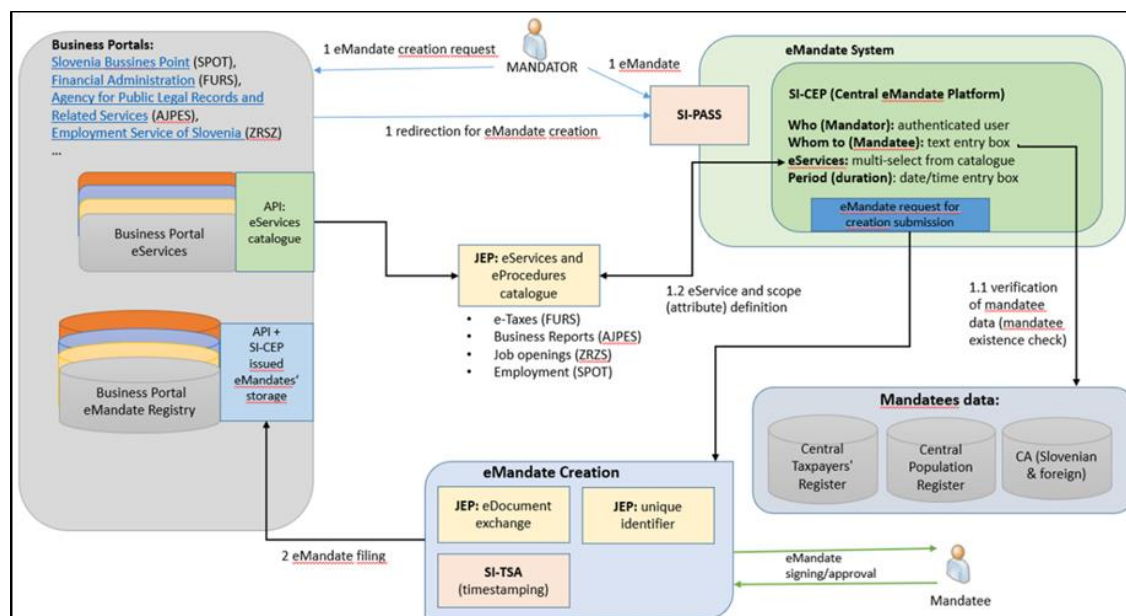 Business Portals:
Slovenia Bussines Point (SPOT),
Financial Administration (FURS),
Agency for Public Legal Records and
Related Services (AJPES),
Employment Service of Slovenia (ZRSZ)
...
1 eMandate creation request
MANDATOR
1 eMandate
1 redirection for eMandate creation
SI-PASS
eMandate System
SI-CEP (Central eMandate Platform)
Who (Mandator): authenticated user
Whom to (Mandatee): text entry box
eServices: multi-select from catalogue
Period (duration): date/time entry box
eMandate request for
creation submission
Business Portal
eServices
API:
eServices
catalogue
JEP: eServices and
eProcedures
catalogue
• e-Taxes (FURS)
• Business Reports (AJPES)
• Job openings (ZRZS)
• Employment (SPOT)
1.2 eService and scope
(attribute) definition
1.1 verification
of mandatee
data (mandatee
existence check)
Business Portal
eMandate Registry
API +
SI-CEP
issued
eMandates'
storage
Mandatees data:
Central
Taxpayers'
Register
Central
Population
Register
CA (Slovenian
& foreign)
eMandate Creation
JEP: eDocument
exchange
JEP: unique
identifier
SI-TSA
(timestamping)
2 eMandate filing
eMandate
signing/approval
Mandatee